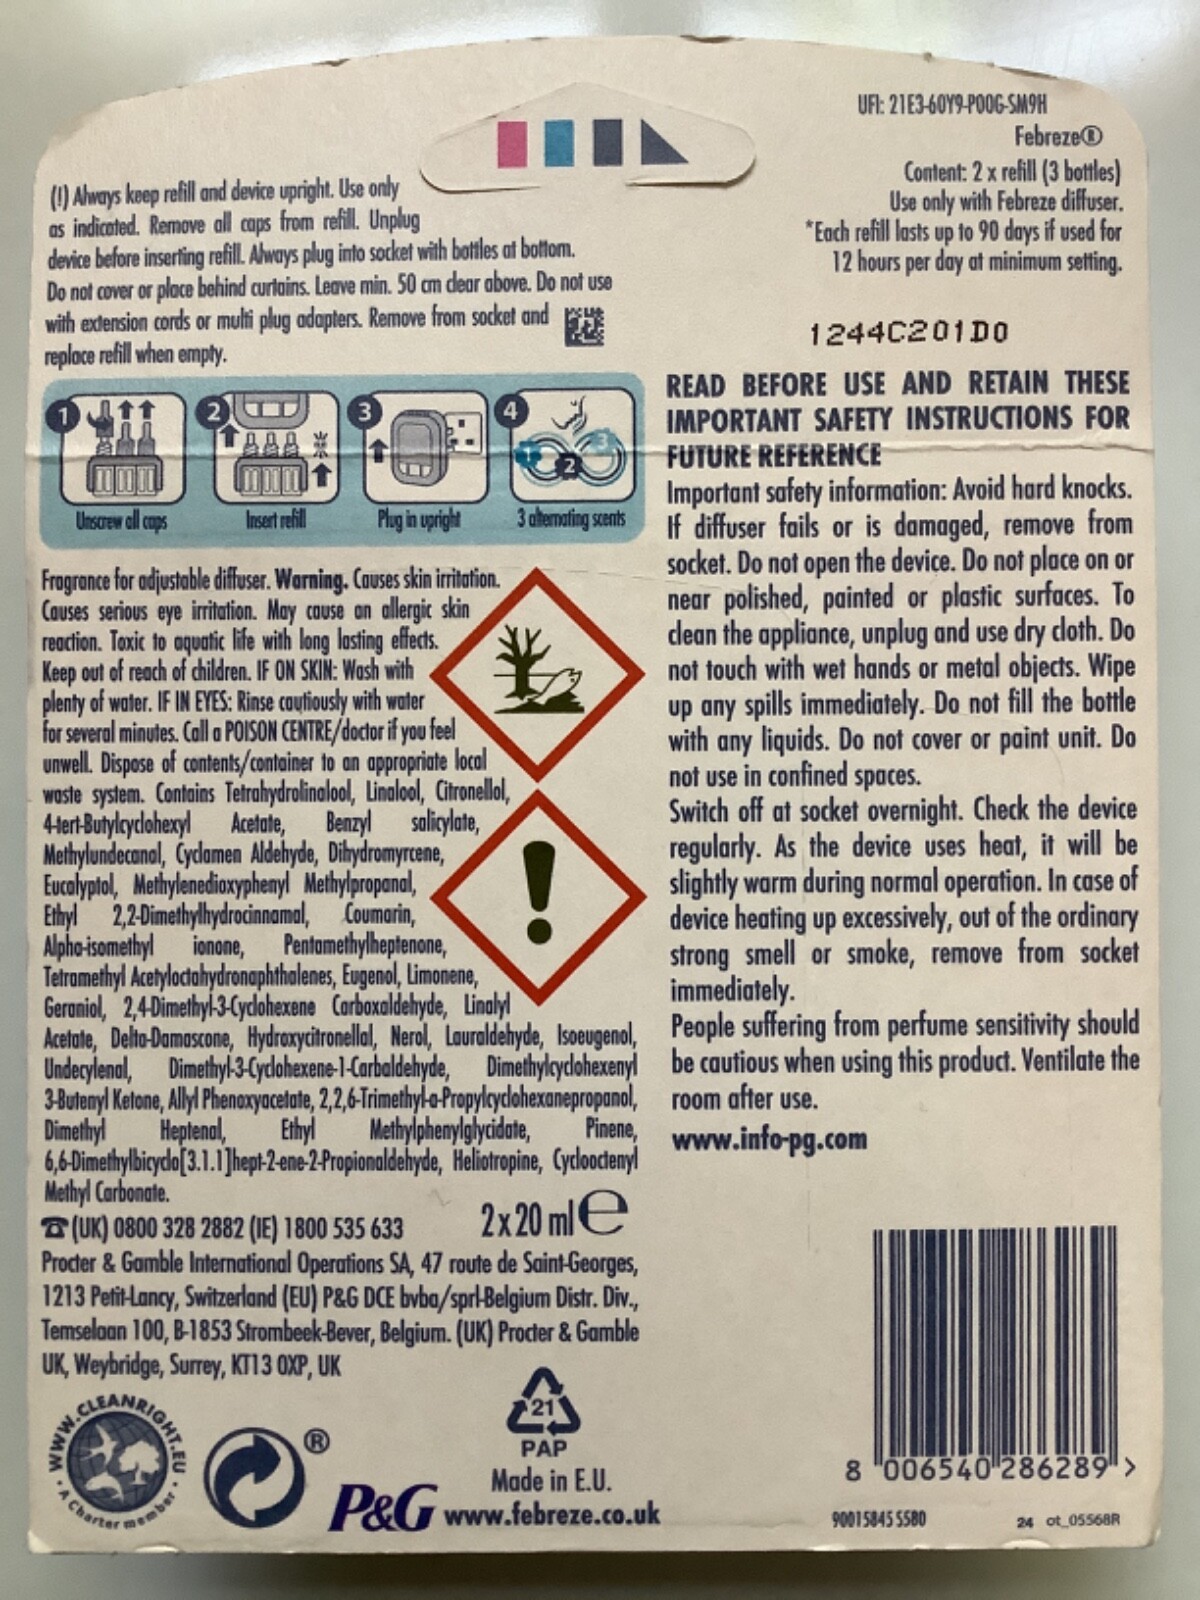 UFI: 21E3-60Y9-P00G-SM9H
Febreze®
Content: 2 x refill (3 bottles)
Use only with Febreze diffuser.
*Each refill lasts up to 90 days if used for
12 hours per day at minimum setting.
1244C201D0
(!) Always keep refill and device upright. Use only
as indicated. Remove all caps from refill. Unplug
device before inserting refill. Always plug into socket with bottles at bottom.
Do not cover or place behind curtains. Leave min. 50 cm clear above. Do not use
with extension cords or multi plug adapters. Remove from socket and
replace refill when empty.
1 2 3 4
1 2 3
Unscrew all caps
Insert refill
Plug in upright
3 alternating scents
Fragrance for adjustable diffuser. Warning. Causes skin irritation.
Causes serious eye irritation. May cause an allergic skin
reaction. Toxic to aquatic life with long lasting effects.
Keep out of reach of children. IF ON SKIN: Wash with
plenty of water. IF IN EYES: Rinse cautiously with water
for several minutes. Call a POISON CENTRE/doctor if you feel
unwell. Dispose of contents/container to an appropriate local
waste system. Contains Tetrahydrolinalool, Linalool, Citronellol,
4-tert-Butylcyclohexyl Acetate, Benzyl salicylate,
Methylundecanal, Cyclamen Aldehyde, Dihydromyrcene,
Eucalyptol, Methylenedioxyphenyl Methylpropanal,
Ethyl 2,2-Dimethylhydrocinnamal, Coumarin,
Alpha-isomethyl ionone, Pentamethylheptenone,
Tetramethyl Acetyloctahydronaphthalenes, Eugenol, Limonene,
Geraniol, 2,4-Dimethyl-3-Cyclohexene Carboxaldehyde, Linalyl
Acetate, Delta-Damascone, Hydroxycitronellal, Nerol, Lauraldehyde, Isoeugenol,
Undecylenal, Dimethyl-3-Cyclohexene-1-Carbaldehyde, Dimethylcyclohexenyl
3-Butenyl Ketone, Allyl Phenoxyacetate, 2,2,6-Trimethyl-a-Propylcyclohexanepropanol,
Dimethyl Heptenal, Ethyl Methylphenylglycidate, Pinene,
6,6-Dimethylbicyclo[3.1.1]hept-2-ene-2-Propionaldehyde, Heliotropine, Cyclooctenyl
Methyl Carbonate.
(UK) 0800 328 2882 (IE) 1800 535 633
2 x 20 ml e
Procter & Gamble International Operations SA, 47 route de Saint-Georges,
1213 Petit-Lancy, Switzerland (EU) P&G DCE bvba/sprl-Belgium Distr. Div.,
Temselaan 100, B-1853 Strombeek-Bever, Belgium. (UK) Procter & Gamble
UK, Weybridge, Surrey, KT13 0XP, UK
READ BEFORE USE AND RETAIN THESE
IMPORTANT SAFETY INSTRUCTIONS FOR
FUTURE REFERENCE
Important safety information: Avoid hard knocks.
If diffuser fails or is damaged, remove from
socket. Do not open the device. Do not place on or
near polished, painted or plastic surfaces. To
clean the appliance, unplug and use dry cloth. Do
not touch with wet hands or metal objects. Wipe
up any spills immediately. Do not fill the bottle
with any liquids. Do not cover or paint unit. Do
not use in confined spaces.
Switch off at socket overnight. Check the device
regularly. As the device uses heat, it will be
slightly warm during normal operation. In case of
device heating up excessively, out of the ordinary
strong smell or smoke, remove from socket
immediately.
People suffering from perfume sensitivity should
be cautious when using this product. Ventilate the
room after use.
www.info-pg.com
WWW.CLEANRIGHT.EU
A Charter member
®
21
PAP
Made in E.U.
P&G www.febreze.co.uk
8 006540 286289 >
90015845 SS80
24 ot_05568R